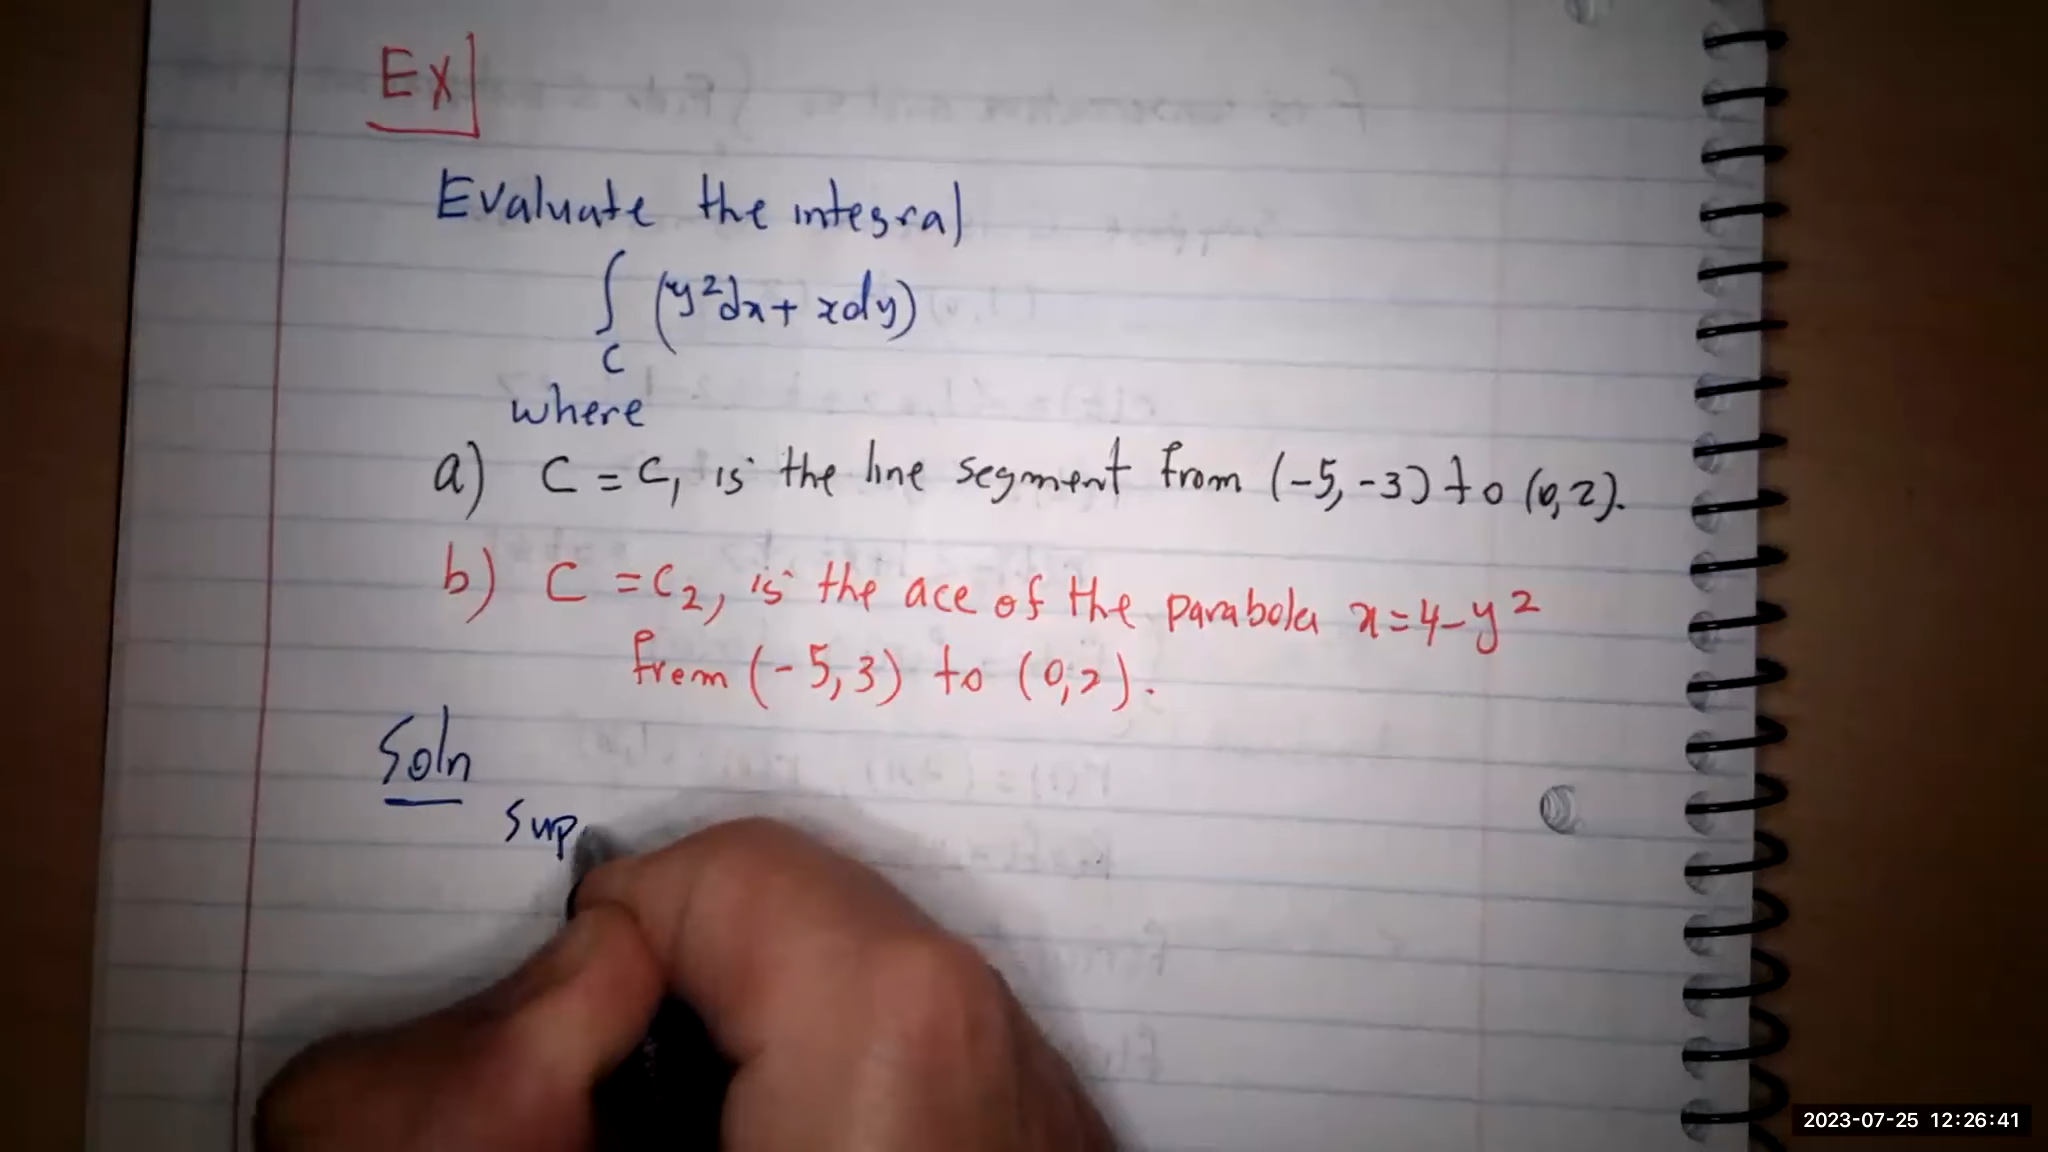 Ex
Evaluate the integral
∫ (y²dx + xdy)
C
where
a) C = C₁ is the line segment from (-5, -3) to (0, 2).
b) C = C₂, is the ace of the parabola x = 4 - y²
from (-5, 3) to (0, 2).
Soln
Sup
2023-07-25 12:26:41